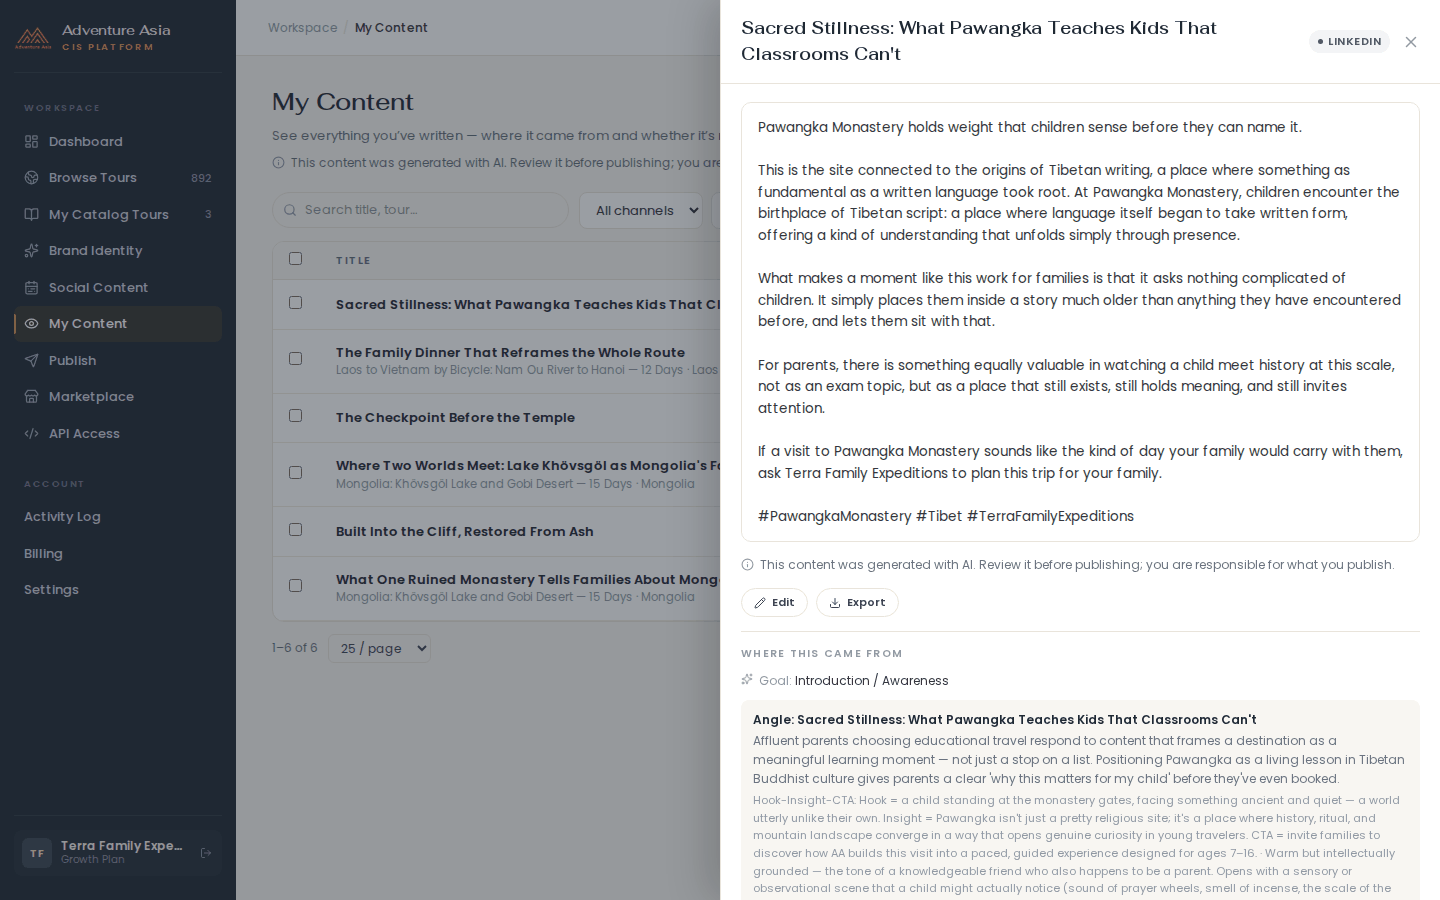 Adventure Asia
Adventure Asia
CIS PLATFORM
WORKSPACE
Dashboard
Browse Tours 892
My Catalog Tours 3
Brand Identity
Social Content
My Content
Publish
Marketplace
API Access
ACCOUNT
Activity Log
Billing
Settings
TF
Terra Family Expe...
Growth Plan
Workspace / My Content
My Content
See everything you've written — where it came from and whether it's
This content was generated with AI. Review it before publishing; you are
Search title, tour...
All channels
TITLE
Sacred Stillness: What Pawangka Teaches Kids That Cl
The Family Dinner That Reframes the Whole Route
Laos to Vietnam by Bicycle: Nam Ou River to Hanoi — 12 Days · Laos
The Checkpoint Before the Temple
Where Two Worlds Meet: Lake Khövsgöl as Mongolia's F
Mongolia: Khövsgöl Lake and Gobi Desert — 15 Days · Mongolia
Built Into the Cliff, Restored From Ash
What One Ruined Monastery Tells Families About Mong
Mongolia: Khövsgöl Lake and Gobi Desert — 15 Days · Mongolia
1–6 of 6
25 / page
Sacred Stillness: What Pawangka Teaches Kids That
Classrooms Can't
LINKEDIN
Pawangka Monastery holds weight that children sense before they can name it.
This is the site connected to the origins of Tibetan writing, a place where something as
fundamental as a written language took root. At Pawangka Monastery, children encounter the
birthplace of Tibetan script: a place where language itself began to take written form,
offering a kind of understanding that unfolds simply through presence.
What makes a moment like this work for families is that it asks nothing complicated of
children. It simply places them inside a story much older than anything they have encountered
before, and lets them sit with that.
For parents, there is something equally valuable in watching a child meet history at this scale,
not as an exam topic, but as a place that still exists, still holds meaning, and still invites
attention.
If a visit to Pawangka Monastery sounds like the kind of day your family would carry with them,
ask Terra Family Expeditions to plan this trip for your family.
#PawangkaMonastery #Tibet #TerraFamilyExpeditions
This content was generated with AI. Review it before publishing; you are responsible for what you publish.
Edit
Export
WHERE THIS CAME FROM
Goal: Introduction / Awareness
Angle: Sacred Stillness: What Pawangka Teaches Kids That Classrooms Can't
Affluent parents choosing educational travel respond to content that frames a destination as a
meaningful learning moment — not just a stop on a list. Positioning Pawangka as a living lesson in Tibetan
Buddhist culture gives parents a clear 'why this matters for my child' before they've even booked.
Hook-Insight-CTA: Hook = a child standing at the monastery gates, facing something ancient and quiet — a world
utterly unlike their own. Insight = Pawangka isn't just a pretty religious site; it's a place where history, ritual, and
mountain landscape converge in a way that opens genuine curiosity in young travelers. CTA = invite families to
discover how AA builds this visit into a paced, guided experience designed for ages 7–16. · Warm but intellectually
grounded — the tone of a knowledgeable friend who also happens to be a parent. Opens with a sensory or
observational scene that a child might actually notice (sound of prayer wheels, smell of incense, the scale of the